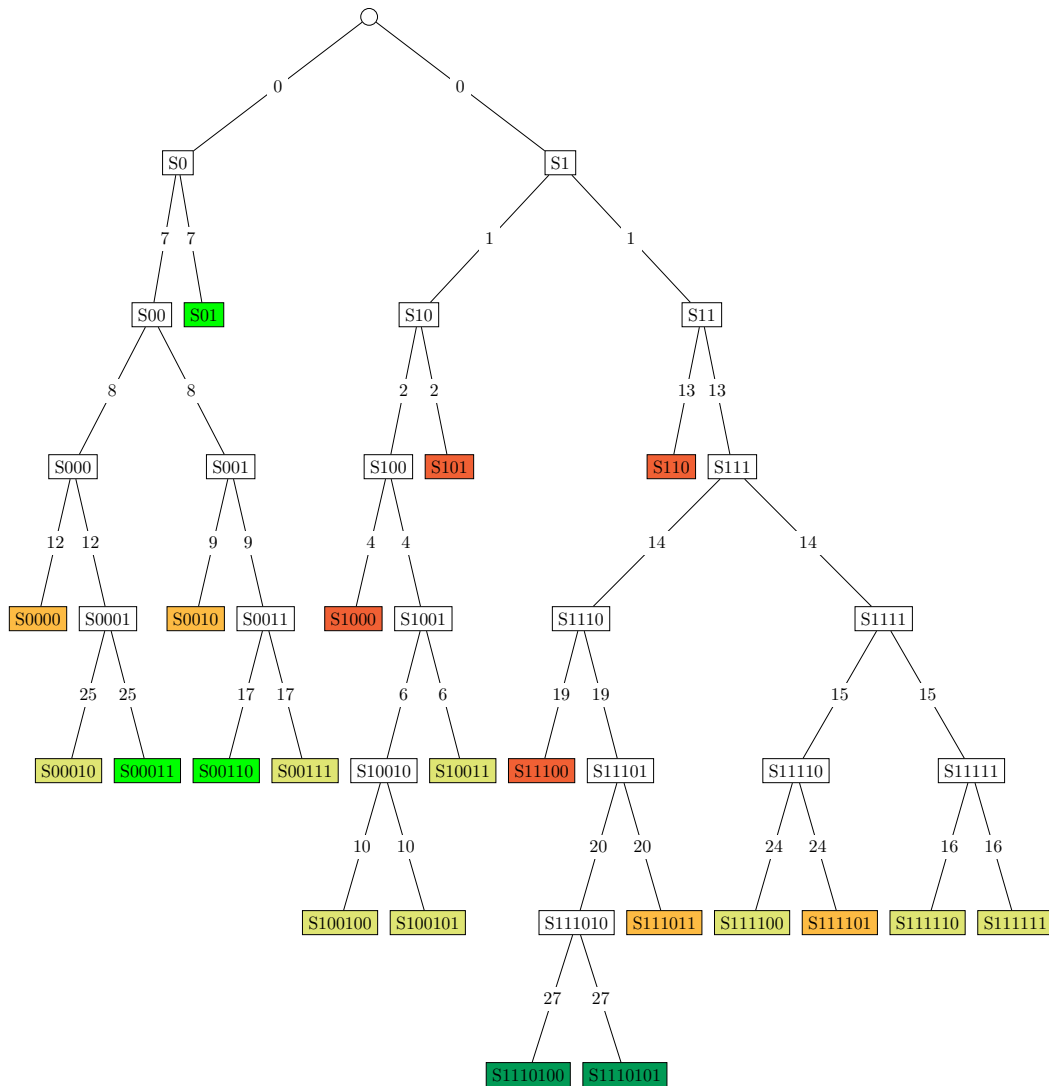 0 0
S0 S1
7 7 1 1
S00 S01 S10 S11
8 8 2 2 13 13
S000 S001 S100 S101 S110 S111
12 12 9 9 4 4 14 14
S0000 S0001 S0010 S0011 S1000 S1001 S1110 S1111
25 25 17 17 6 6 19 19 15 15
S00010 S00011 S00110 S00111 S10010 S10011 S11100 S11101 S11110 S11111
10 10 20 20 24 24 16 16
S100100 S100101 S111010 S111011 S111100 S111101 S111110 S111111
27 27
S1110100 S1110101